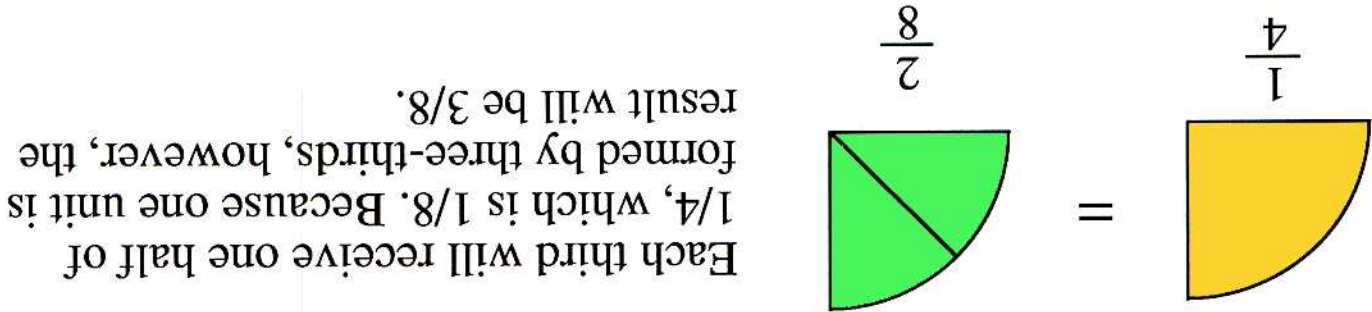 1
4
=
2
8
Each third will receive one half of
1/4, which is 1/8. Because one unit is
formed by three-thirds, however, the
result will be 3/8.